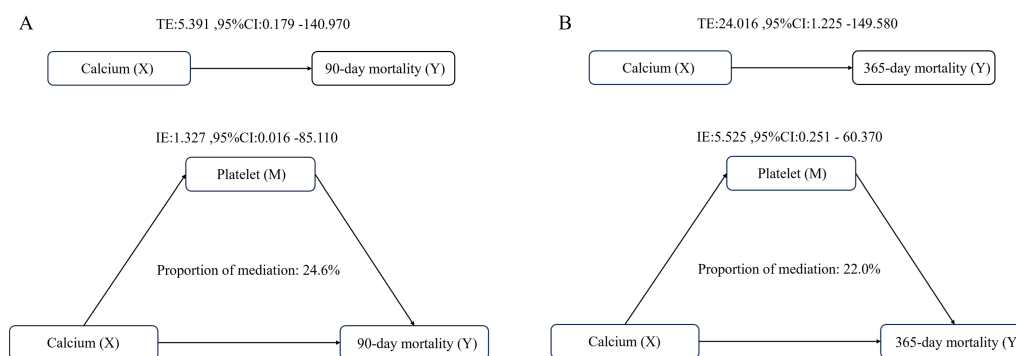 A
TE:5.391 ,95%CI:0.179 -140.970
Calcium (X)
90-day mortality (Y)
IE:1.327 ,95%CI:0.016 -85.110
Platelet (M)
Proportion of mediation: 24.6%
Calcium (X)
90-day mortality (Y)
B
TE:24.016 ,95%CI:1.225 -149.580
Calcium (X)
365-day mortality (Y)
IE:5.525 ,95%CI:0.251 - 60.370
Platelet (M)
Proportion of mediation: 22.0%
Calcium (X)
365-day mortality (Y)